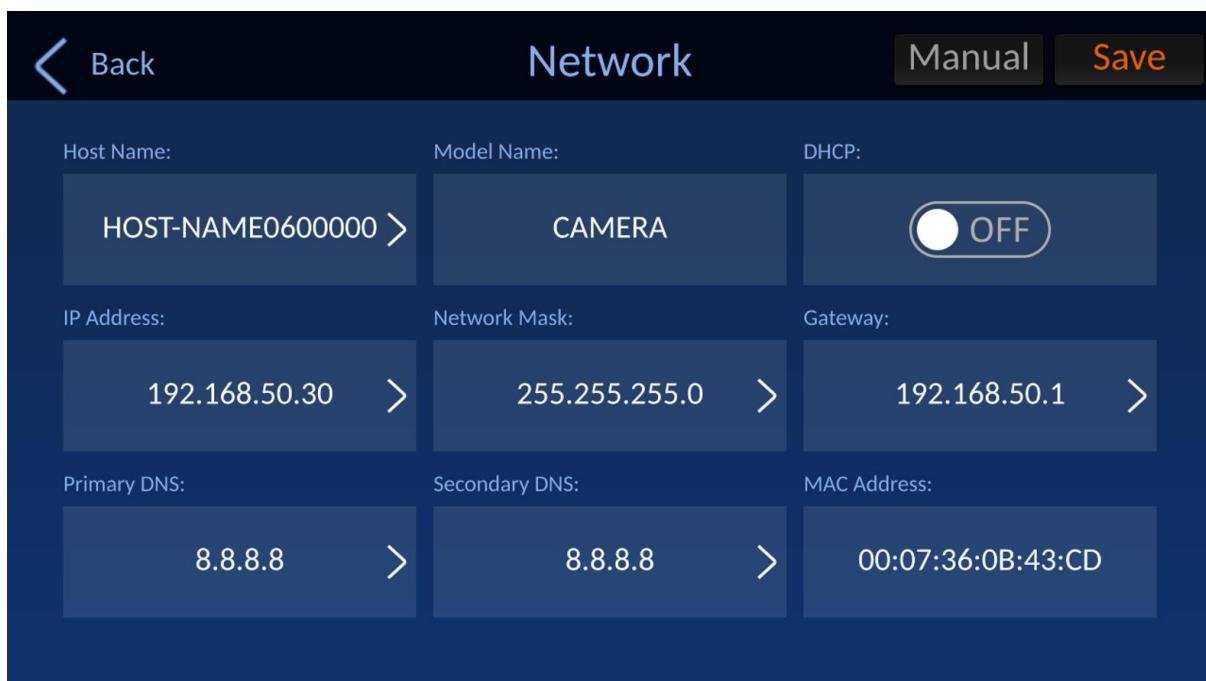 Back Network Manual Save
Host Name: Model Name: DHCP:
HOST-NAME0600000 CAMERA OFF
IP Address: Network Mask: Gateway:
192.168.50.30 255.255.255.0 192.168.50.1
Primary DNS: Secondary DNS: MAC Address:
8.8.8.8 8.8.8.8 00:07:36:0B:43:CD